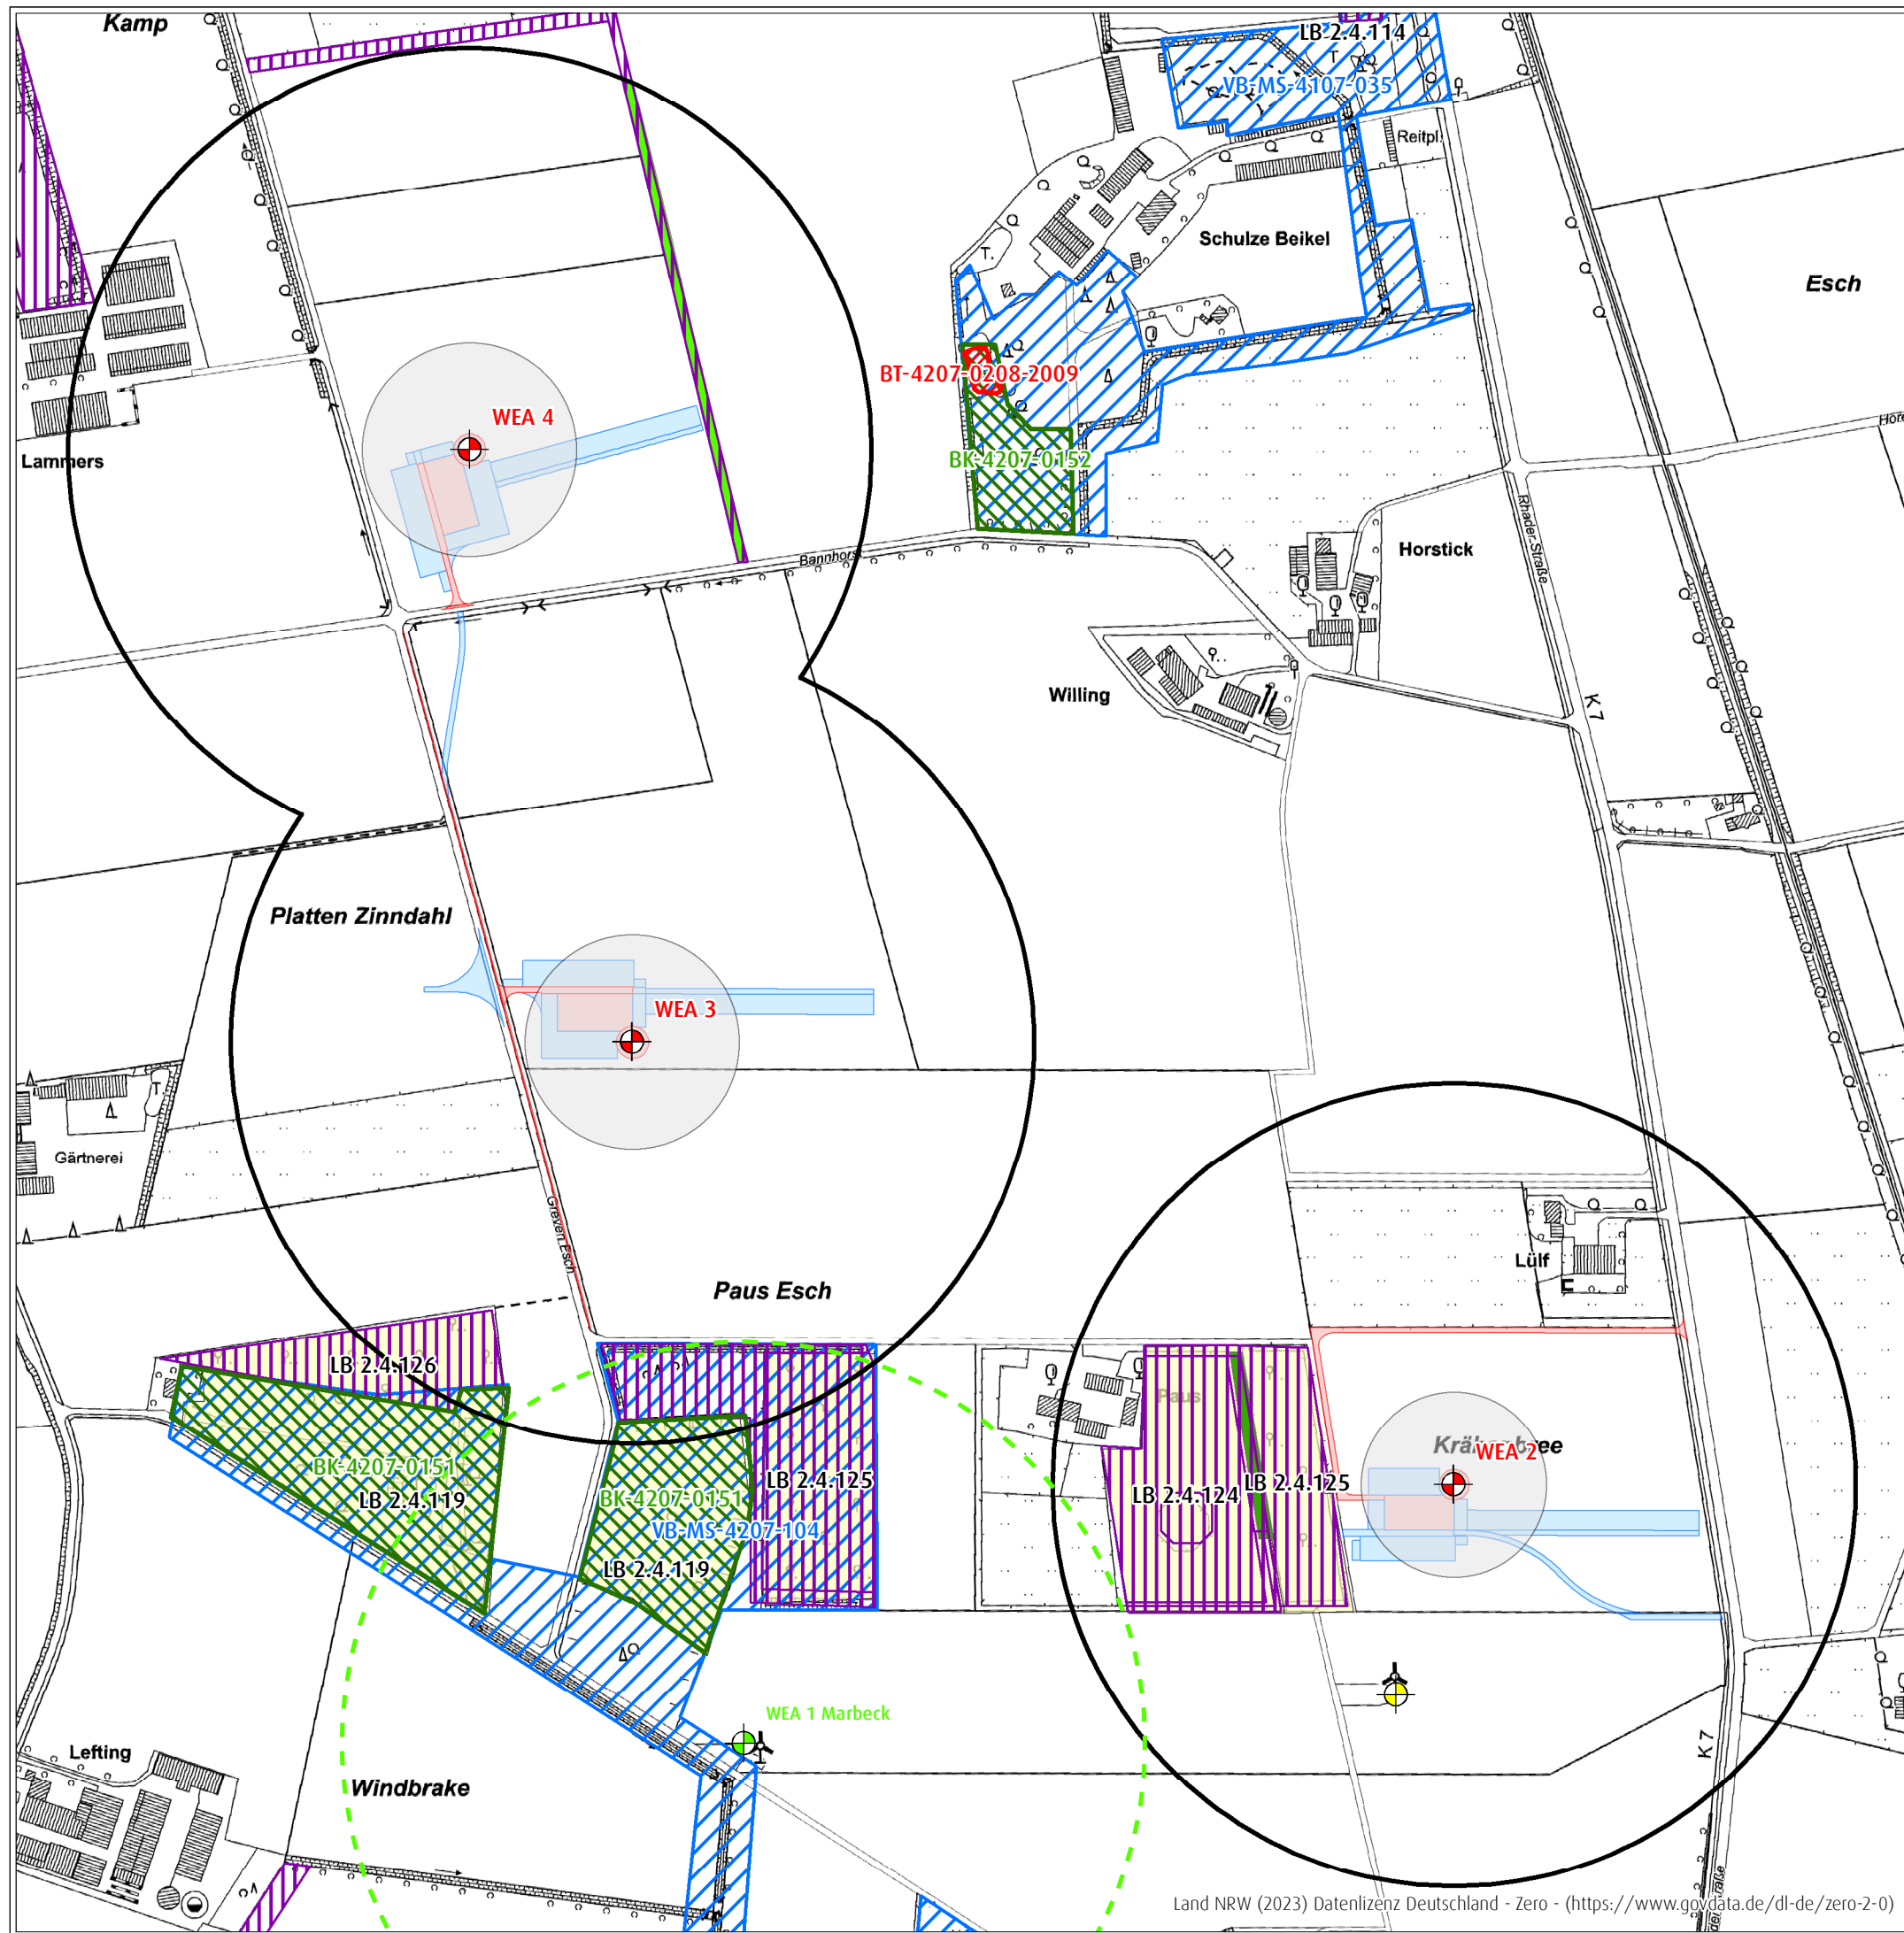 Kamp
LB 2.4.114
VB-MS-4107-035
Reitpl.
Schulze Beikel
T.
T
Esch
BT-4207-0208-2009
WEA 4
Lammers
BK-4207-0152
Rhader Straße
Bannhorst
Horstick
Willing
K 7
Platten Zinndahl
WEA 3
T.
Gärtnerei
Greven Esch
Lülf
Paus Esch
LB 2.4.126
Paus
WEA 2
BK-4207-0151
LB 2.4.119
LB 2.4.125
BK-4207-0151
VB-MS-4207-104
LB 2.4.119
LB 2.4.124
LB 2.4.125
WEA 1 Marbeck
Lefting
Windbrake
K 7
Land NRW (2023) Datenlizenz Deutschland - Zero - (https://www.govdata.de/dl-de/zero-2-0)